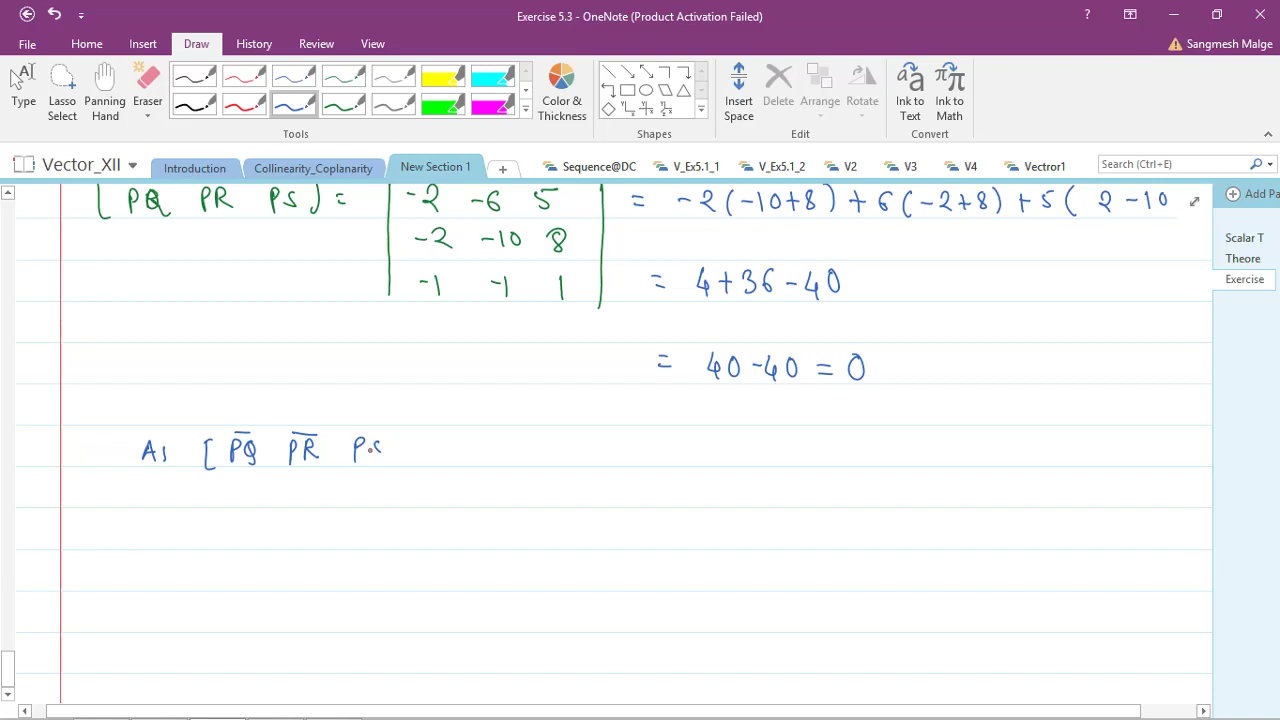 Exercise 5.3 - OneNote (Product Activation Failed)
File Home Insert Draw History Review View Sangmesh Malge
Type Lasso Select Panning Hand Eraser Color & Thickness Insert Space Delete Arrange Rotate Ink to Text Ink to Math
Tools Shapes Edit Convert
Vector_XII Introduction Collinearity_Coplanarity New Section 1 Sequence@DC V_Ex5.1_1 V_Ex5.1_2 V2 V3 V4 Vector1 Search (Ctrl+E)
Add Pa
Scalar T
Theore
Exercise
[ PQ PR PS ] = | -2 -6 5 | = -2(-10+8) + 6(-2+8) + 5( 2 -10
| -2 -10 8 |
| -1 -1 1 |
= 4+36-40
= 40-40 = 0
As [ P̅Q̅ P̅R̅ PS